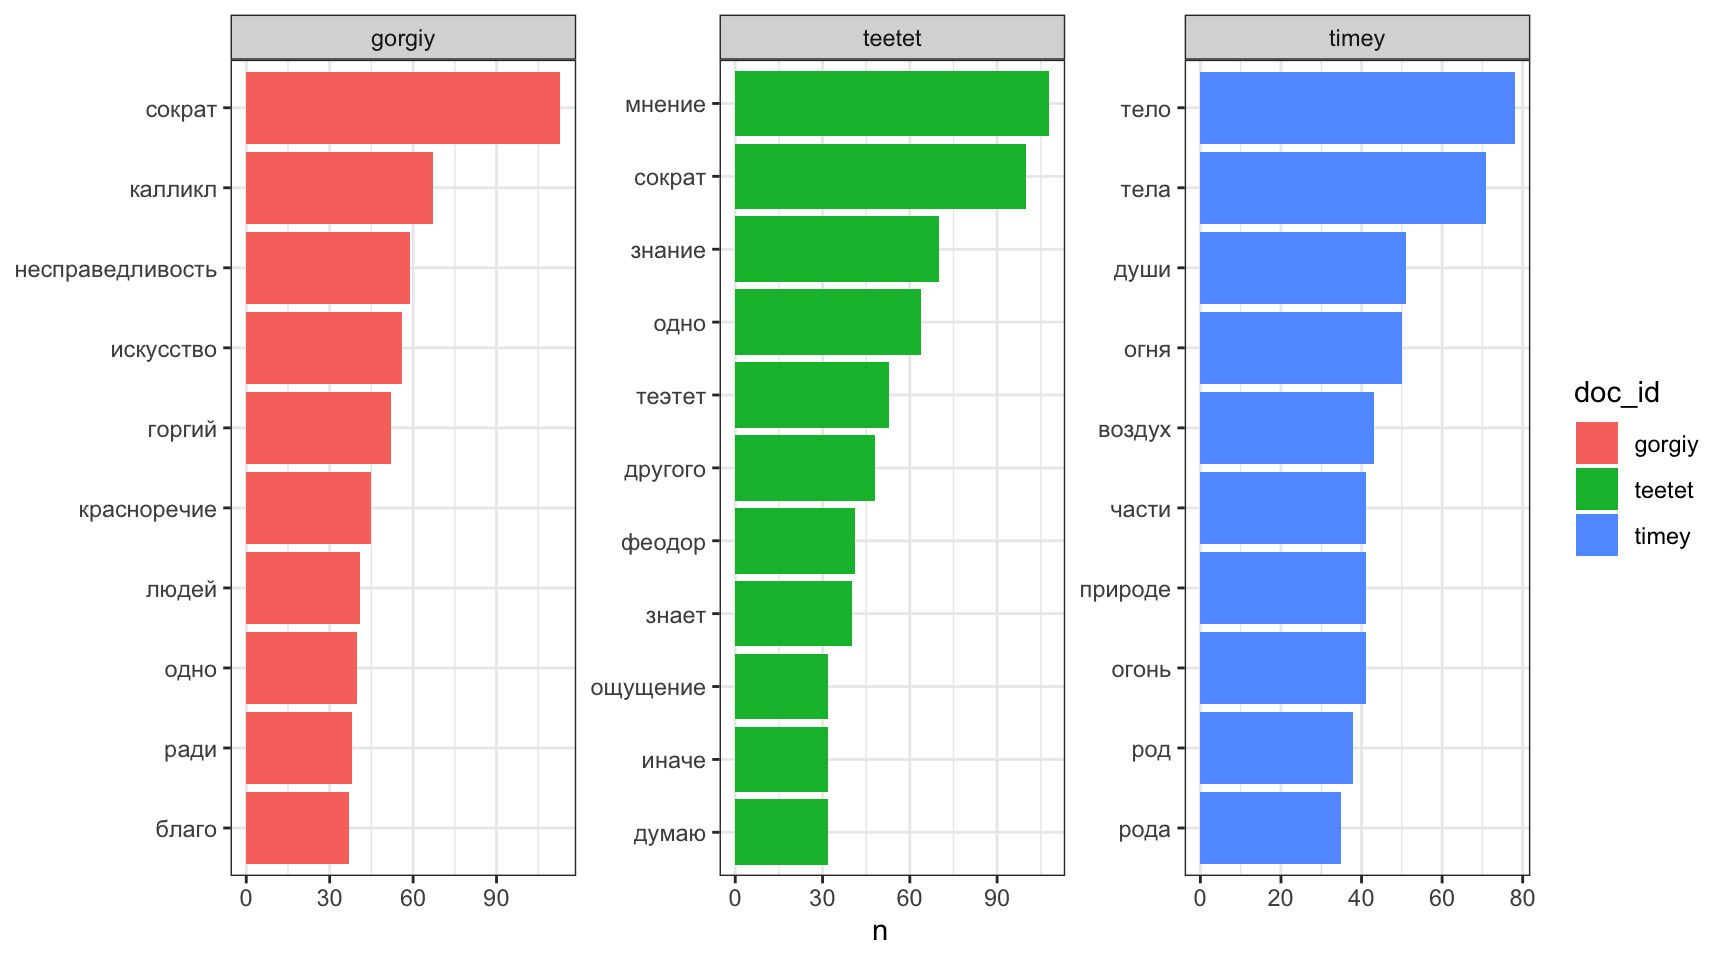 gorgiy
сократ
калликл
несправедливость
искусство
горгий
красноречие
людей
одно
ради
благо
0 30 60 90
teetet
мнение
сократ
знание
одно
теэтет
другого
феодор
знает
ощущение
иначе
думаю
0 30 60 90
timey
тело
тела
души
огня
воздух
части
природе
огонь
род
рода
0 20 40 60 80
n
doc_id
gorgiy
teetet
timey